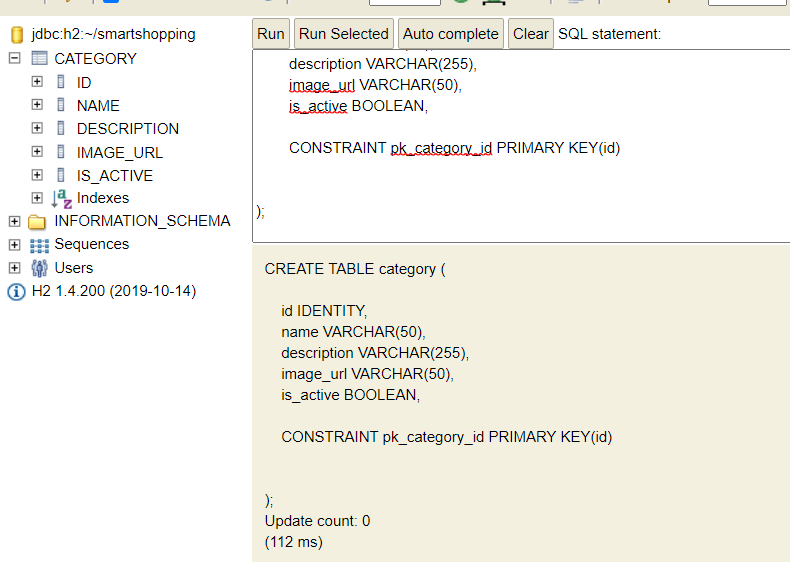 jdbc:h2:~/smartshopping
CATEGORY
ID
NAME
DESCRIPTION
IMAGE_URL
IS_ACTIVE
Indexes
INFORMATION_SCHEMA
Sequences
Users
H2 1.4.200 (2019-10-14)
Run Run Selected Auto complete Clear SQL statement:
description VARCHAR(255),
image_url VARCHAR(50),
is_active BOOLEAN,
CONSTRAINT pk_category_id PRIMARY KEY(id)
);
CREATE TABLE category (
id IDENTITY,
name VARCHAR(50),
description VARCHAR(255),
image_url VARCHAR(50),
is_active BOOLEAN,
CONSTRAINT pk_category_id PRIMARY KEY(id)
);
Update count: 0
(112 ms)